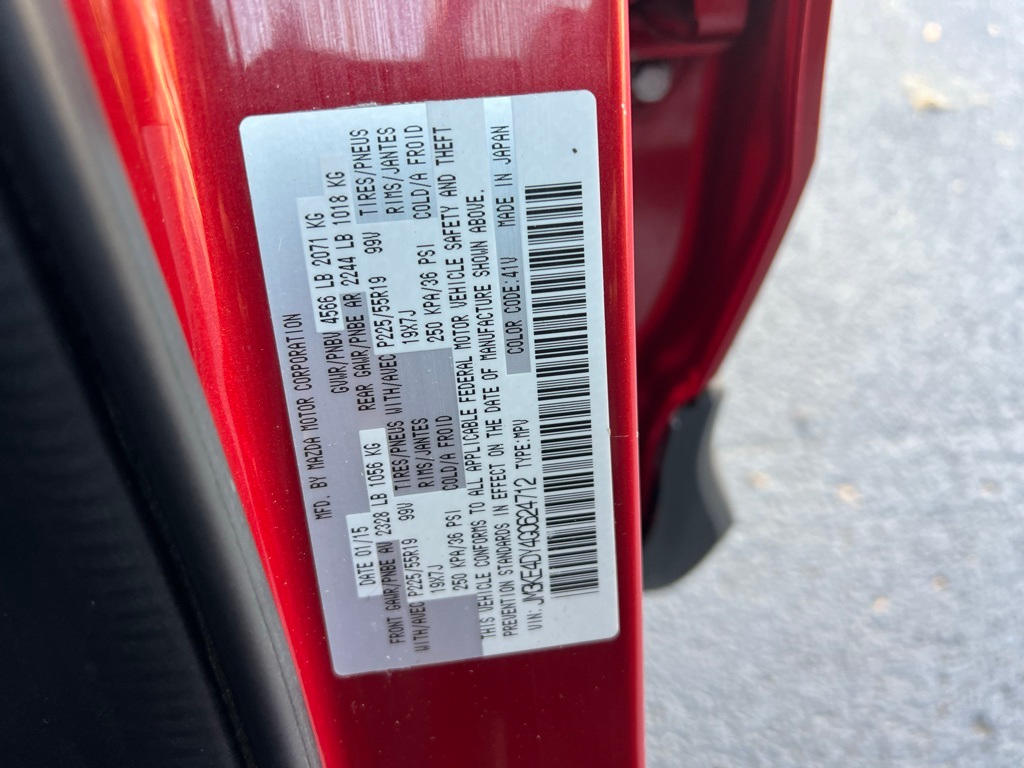 MFD. BY MAZDA MOTOR CORPORATION
DATE 01/15 GVWR/PNBV 4566 LB 2071 KG
FRONT GAWR/PNBE AV 2328 LB 1056 KG REAR GAWR/PNBE AR 2244 LB 1018 KG
WITH/AVEC P225/55R19 99V TIRES/PNEUS WITH/AVEC P225/55R19 99V TIRES/PNEUS
19X7J RIMS/JANTES 19X7J RIMS/JANTES
250 KPA/36 PSI COLD/A FROID 250 KPA/36 PSI COLD/A FROID
THIS VEHICLE CONFORMS TO ALL APPLICABLE FEDERAL MOTOR VEHICLE SAFETY AND THEFT
PREVENTION STANDARDS IN EFFECT ON THE DATE OF MANUFACTURE SHOWN ABOVE.
VIN: JM3KE4DY4G0624712 TYPE:MPV COLOR CODE:41V MADE IN JAPAN